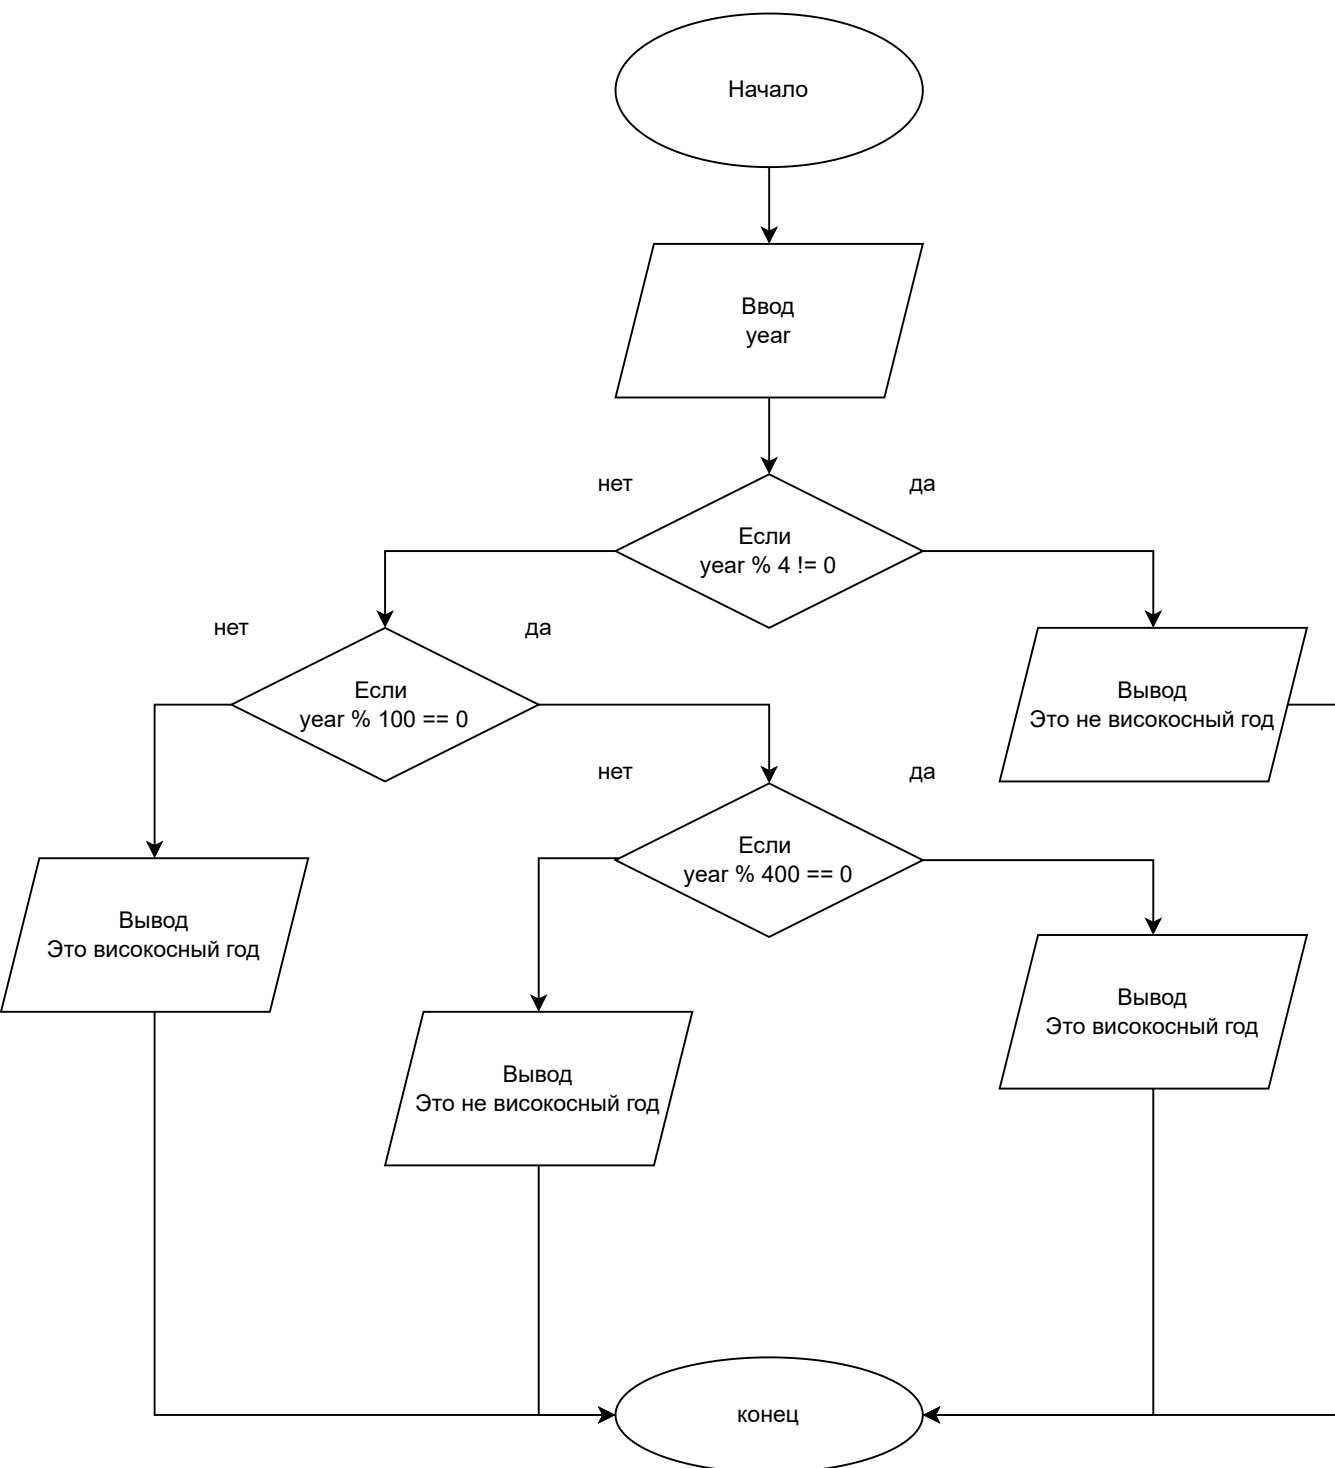 Начало
Ввод
year
нет
да
Если
year % 4 != 0
нет
да
Если
year % 100 == 0
Вывод
Это не високосный год
нет
да
Если
year % 400 == 0
Вывод
Это високосный год
Вывод
Это високосный год
Вывод
Это не високосный год
конец